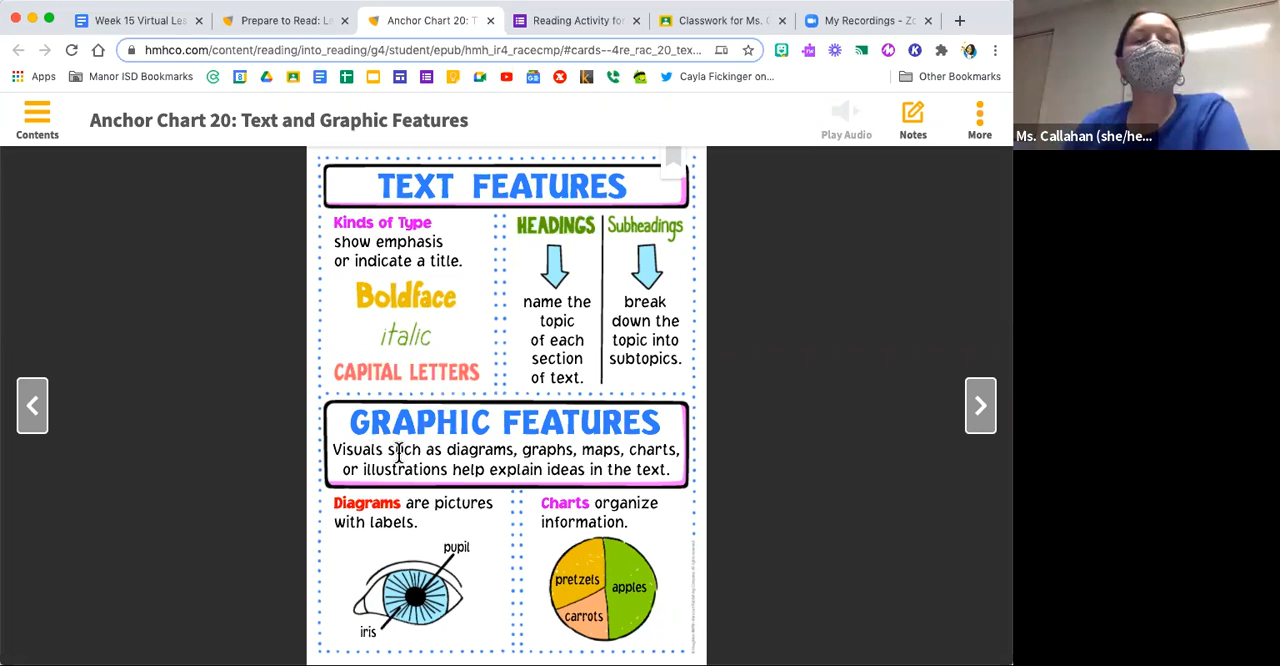 Week 15 Virtual Les
Prepare to Read: L
Anchor Chart 20: T
Reading Activity for
Classwork for Ms. C
My Recordings - Zo
hmhco.com/content/reading/into_reading/g4/student/epub/hmh_ir4_racecmp/#cards--4re_rac_20_tex...
Apps
Manor ISD Bookmarks
Cayla Fickinger on...
Other Bookmarks
Contents
Anchor Chart 20: Text and Graphic Features
Play Audio
Notes
More
Ms. Callahan (she/he...
TEXT FEATURES
Kinds of Type
show emphasis
or indicate a title.
Boldface
italic
CAPITAL LETTERS
HEADINGS
name the
topic
of each
section
of text.
Subheadings
break
down the
topic into
subtopics.
GRAPHIC FEATURES
Visuals such as diagrams, graphs, maps, charts,
or illustrations help explain ideas in the text.
Diagrams are pictures
with labels.
pupil
iris
Charts organize
information.
pretzels
apples
carrots